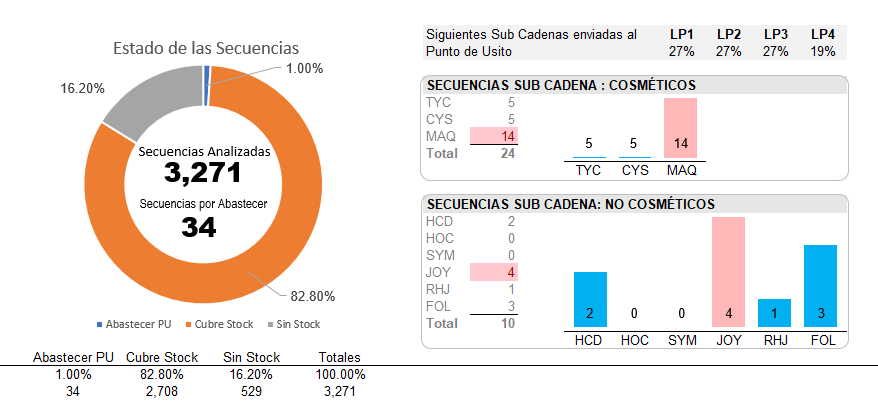 Estado de las Secuencias
1.00%
16.20%
Secuencias Analizadas
3,271
Secuencias por Abastecer
34
82.80%
Abastecer PU Cubre Stock Sin Stock
Abastecer PU Cubre Stock Sin Stock Totales
1.00% 82.80% 16.20% 100.00%
34 2,708 529 3,271
Siguientes Sub Cadenas enviadas al LP1 LP2 LP3 LP4
Punto de Usito 27% 27% 27% 19%
SECUENCIAS SUB CADENA : COSMÉTICOS
TYC 5
CYS 5
MAQ 14
Total 24
5 5 14
TYC CYS MAQ
SECUENCIAS SUB CADENA: NO COSMÉTICOS
HCD 2
HOC 0
SYM 0
JOY 4
RHJ 1
FOL 3
Total 10
2 0 0 4 1 3
HCD HOC SYM JOY RHJ FOL